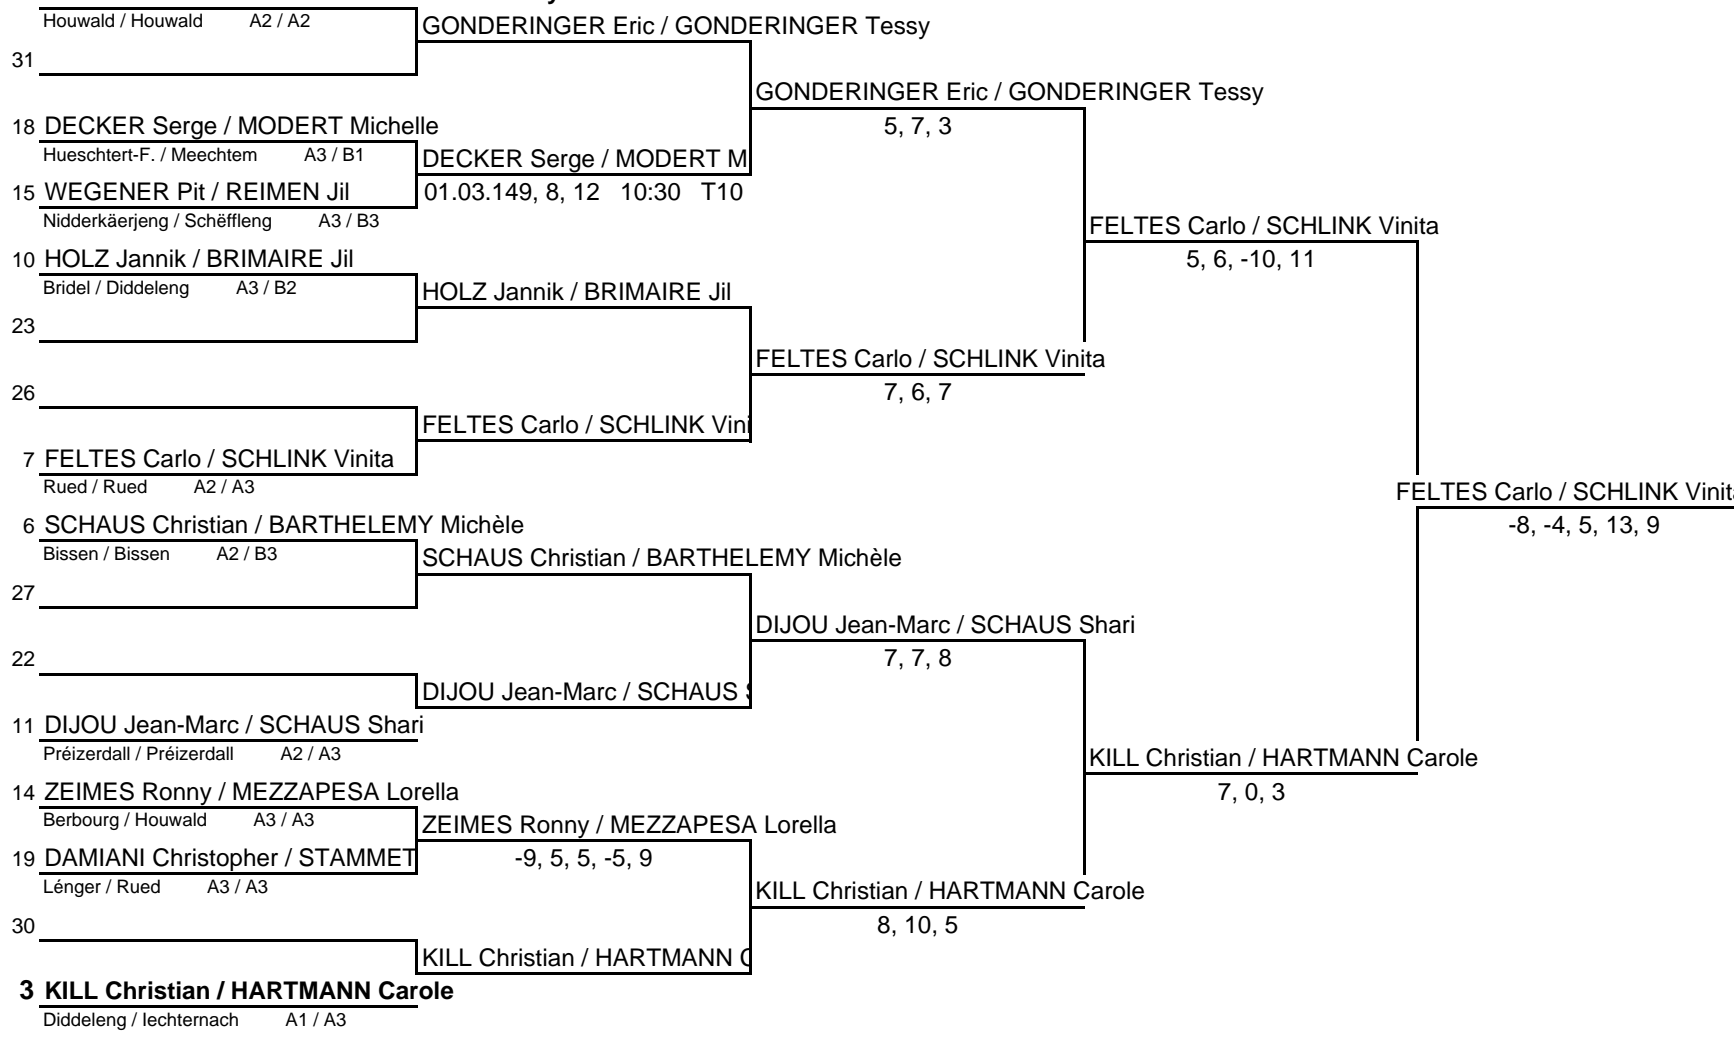 Houwald / Houwald A2 / A2
GONDERINGER Eric / GONDERINGER Tessy
31
GONDERINGER Eric / GONDERINGER Tessy
5, 7, 3
18 DECKER Serge / MODERT Michelle
Hueschtert-F. / Meechtem A3 / B1
DECKER Serge / MODERT M
15 WEGENER Pit / REIMEN Jil
01.03.149, 8, 12 10:30 T10
Nidderkäerjeng / Schëffleng A3 / B3
FELTES Carlo / SCHLINK Vinita
5, 6, -10, 11
10 HOLZ Jannik / BRIMAIRE Jil
Bridel / Diddeleng A3 / B2
HOLZ Jannik / BRIMAIRE Jil
23
FELTES Carlo / SCHLINK Vinita
7, 6, 7
26
FELTES Carlo / SCHLINK Vini
7 FELTES Carlo / SCHLINK Vinita
Rued / Rued A2 / A3
FELTES Carlo / SCHLINK Vinit
-8, -4, 5, 13, 9
6 SCHAUS Christian / BARTHELEMY Michèle
Bissen / Bissen A2 / B3
SCHAUS Christian / BARTHELEMY Michèle
27
DIJOU Jean-Marc / SCHAUS Shari
7, 7, 8
22
DIJOU Jean-Marc / SCHAUS
11 DIJOU Jean-Marc / SCHAUS Shari
Préizerdall / Préizerdall A2 / A3
KILL Christian / HARTMANN Carole
7, 0, 3
14 ZEIMES Ronny / MEZZAPESA Lorella
Berbourg / Houwald A3 / A3
ZEIMES Ronny / MEZZAPESA Lorella
19 DAMIANI Christopher / STAMMET
-9, 5, 5, -5, 9
Lénger / Rued A3 / A3
KILL Christian / HARTMANN Carole
8, 10, 5
30
KILL Christian / HARTMANN
3 KILL Christian / HARTMANN Carole
Diddeleng / Iechternach A1 / A3